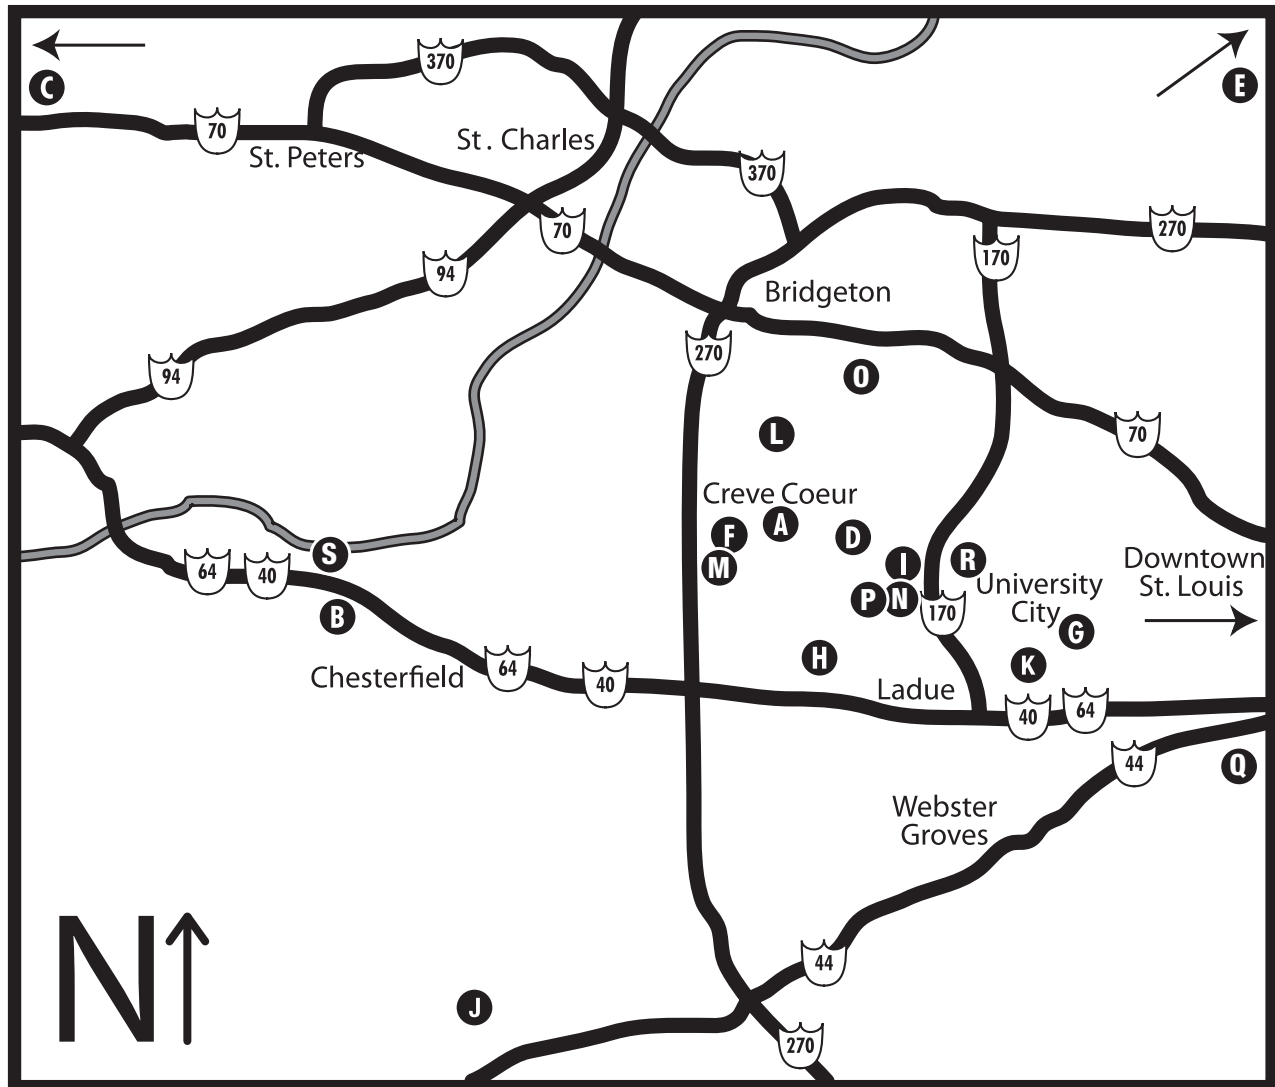 370
C
E
70
St. Charles
St. Peters
370
70
270
170
94
Bridgeton
270
94
O
L
70
Creve Coeur
A
F
D
S
I
R
M
Downtown
St. Louis
64
40
University
City
P
N
170
B
G
H
K
Chesterfield
64
40
Ladue
40
64
44
Q
Webster
Groves
N
44
J
270